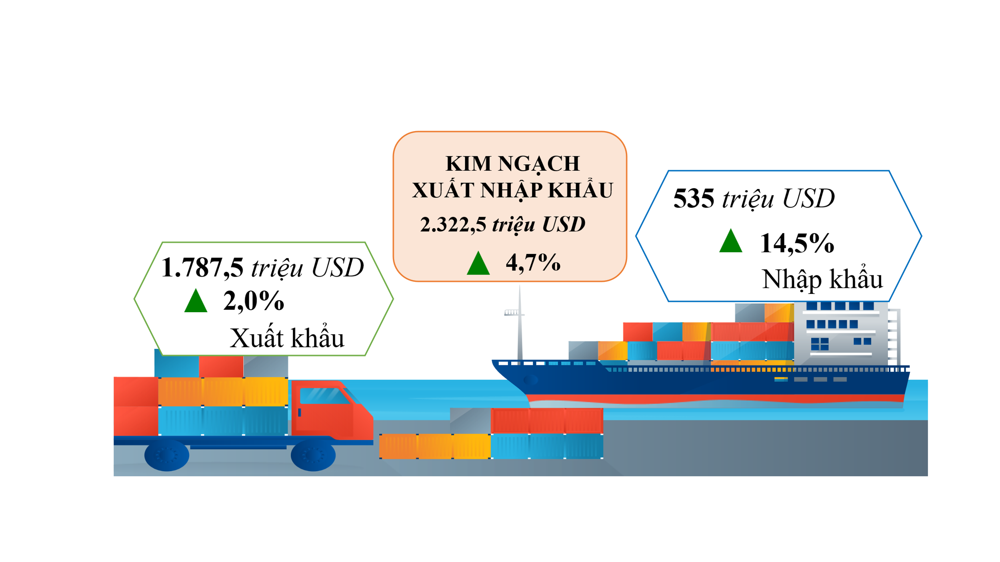 KIM NGẠCH
XUẤT NHẬP KHẨU
2.322,5 triệu USD
4,7%
1.787,5 triệu USD
2,0%
Xuất khẩu
535 triệu USD
14,5%
Nhập khẩu